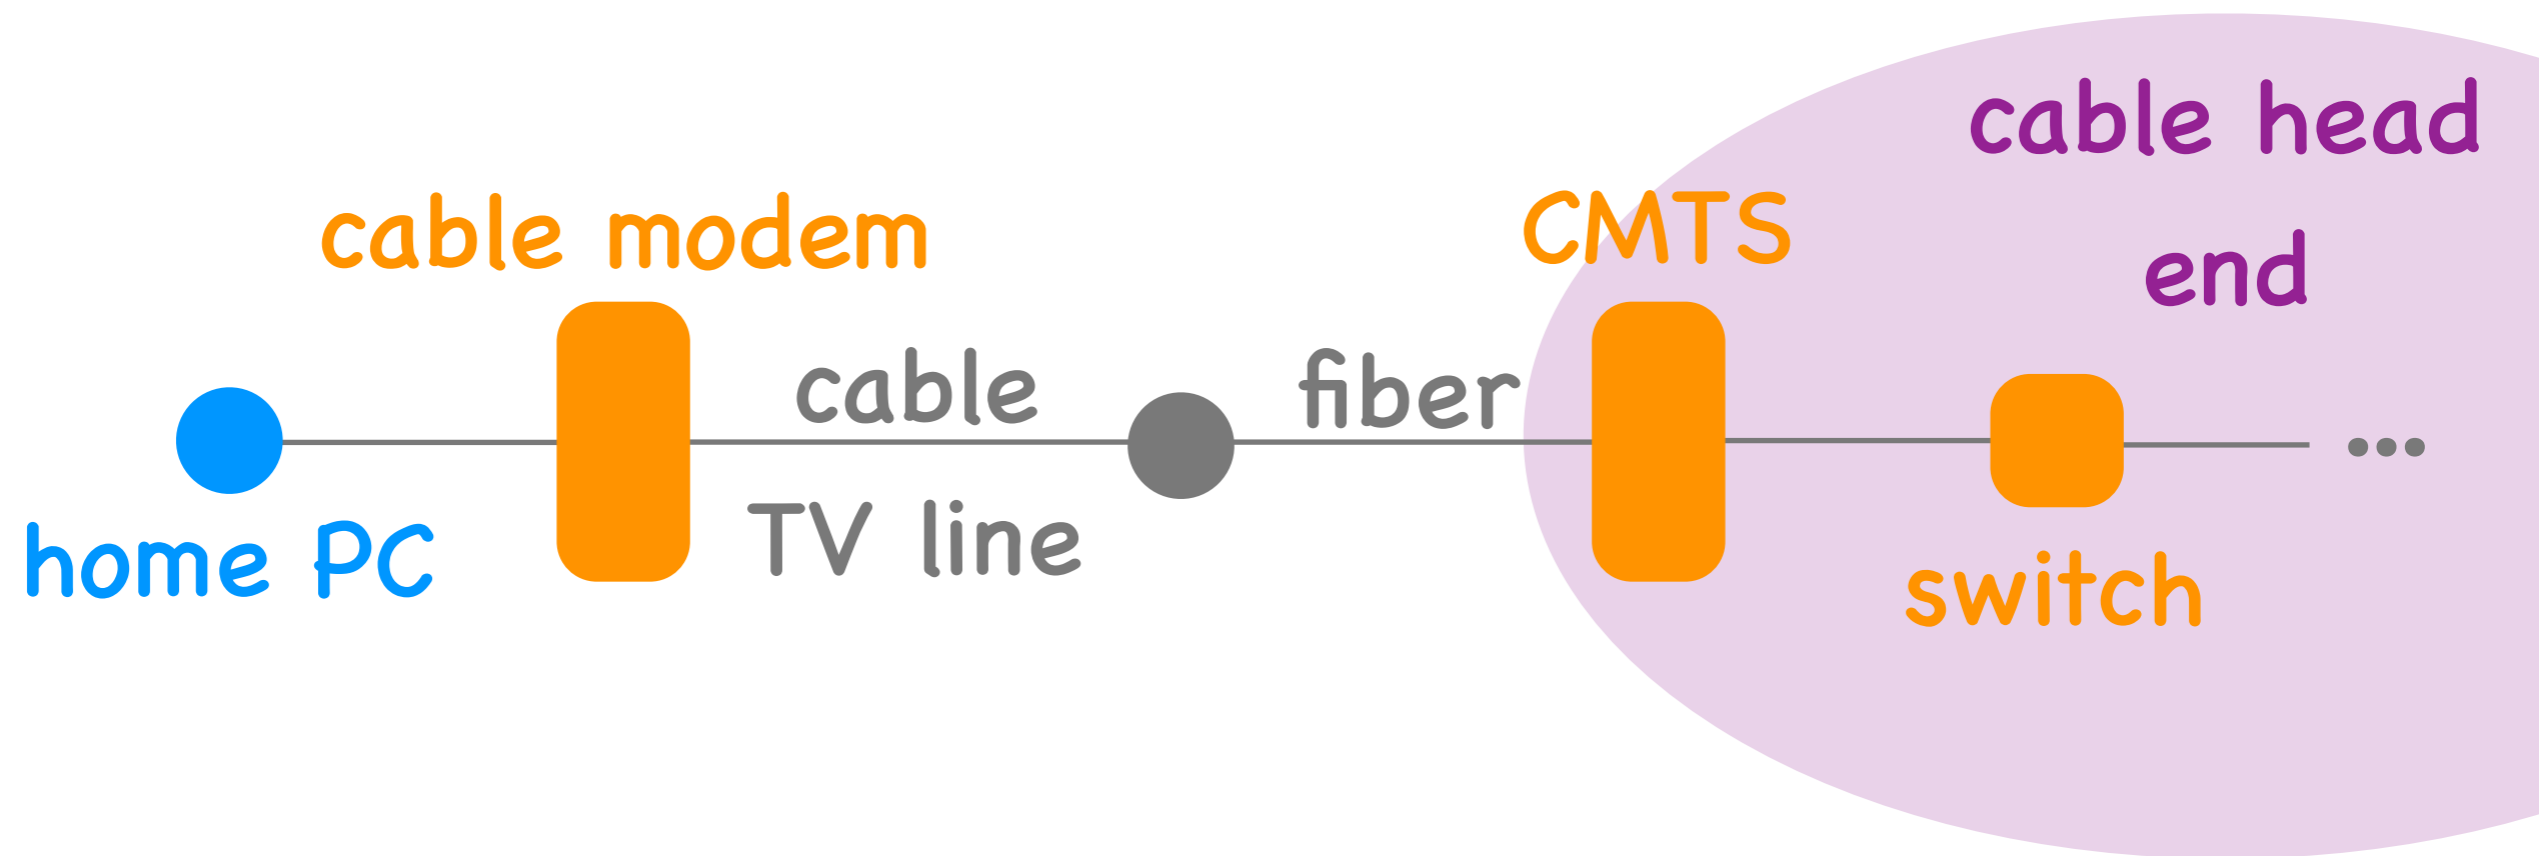 cable head
end
cable modem
CMTS
cable
fiber
TV line
home PC
switch
...